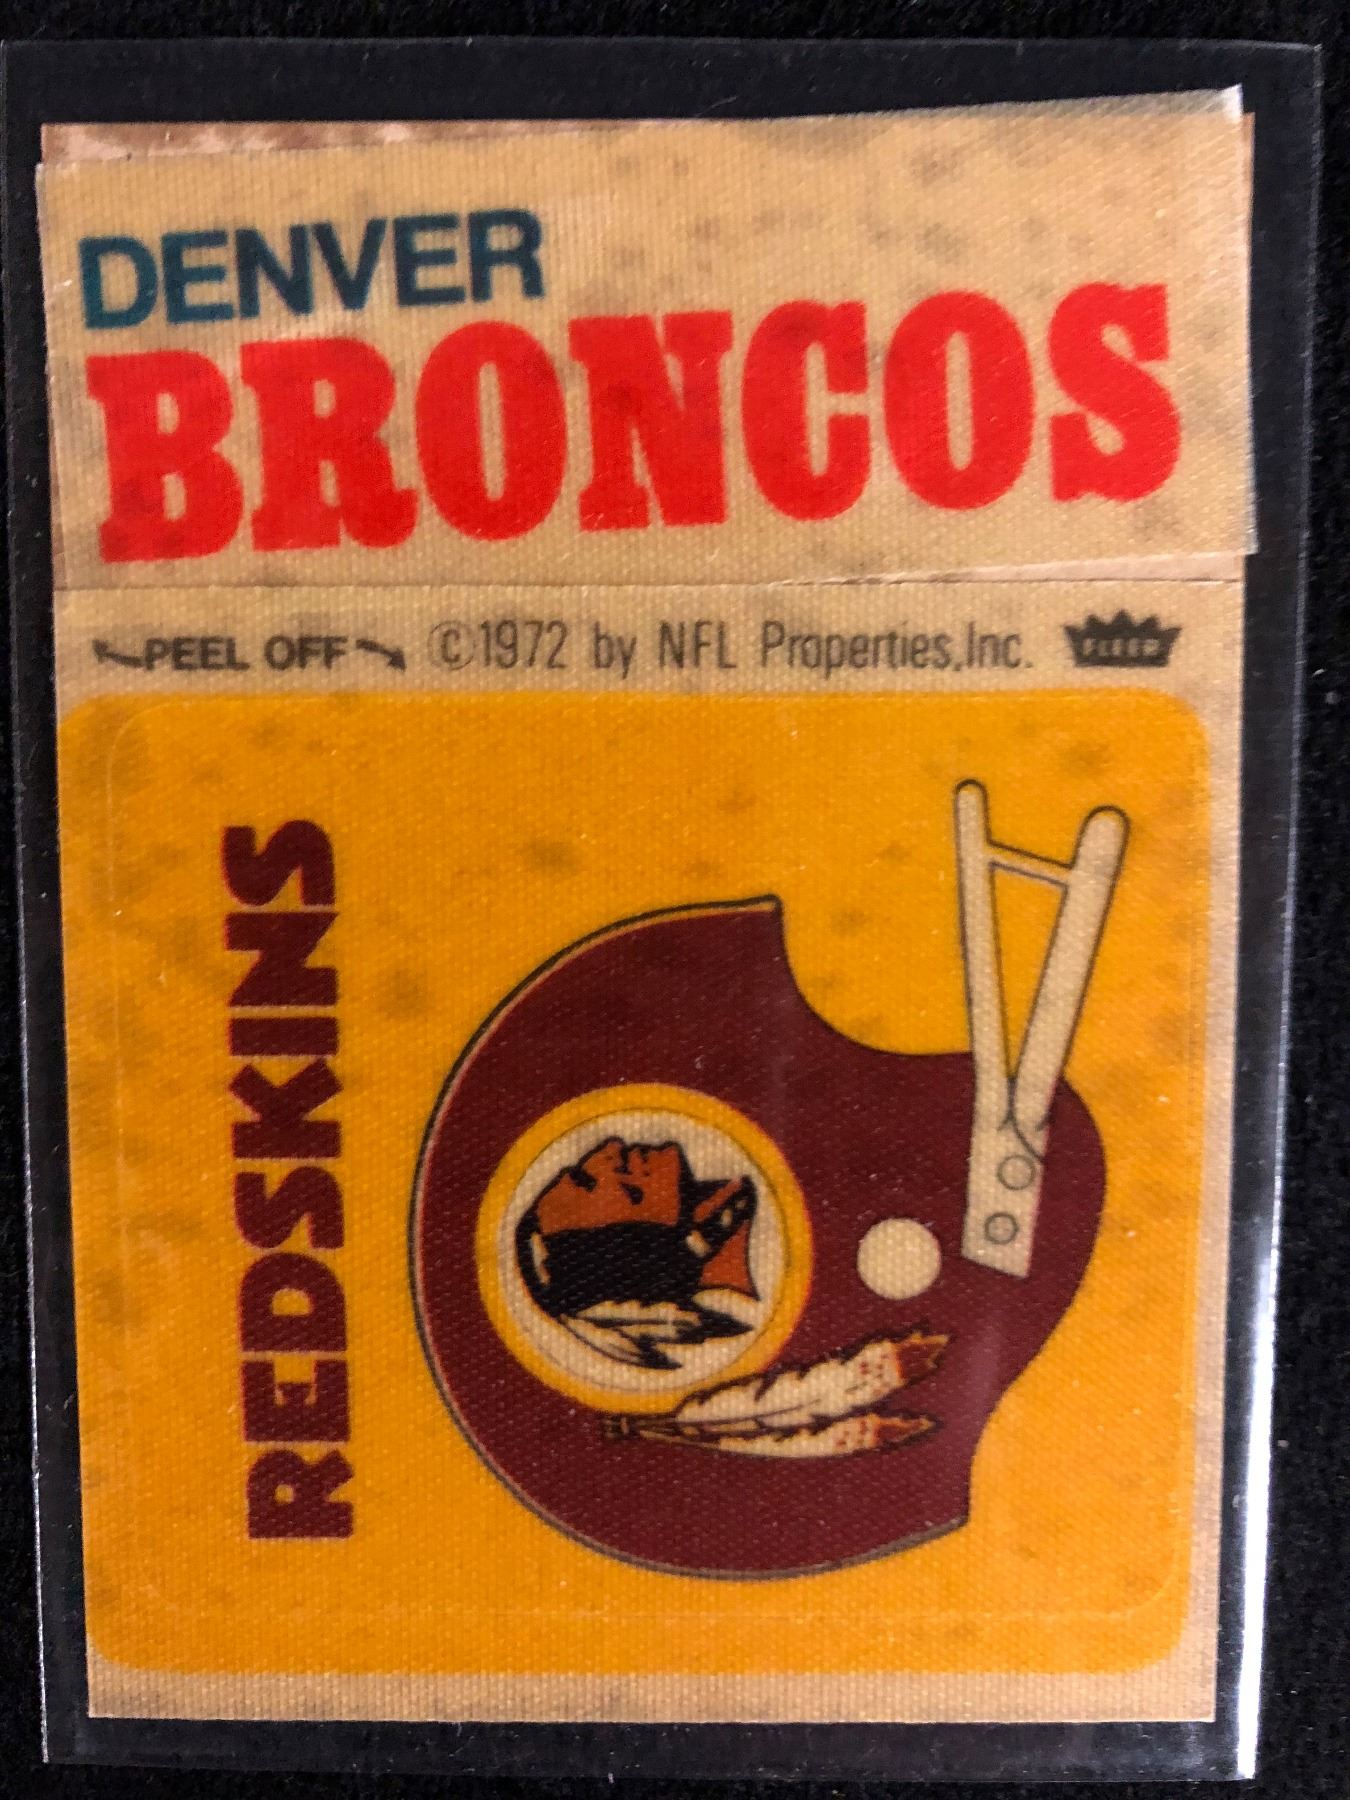 DENVER
BRONCOS
PEEL OFF ©1972 by NFL Properties,Inc. FLEER
REDSKINS